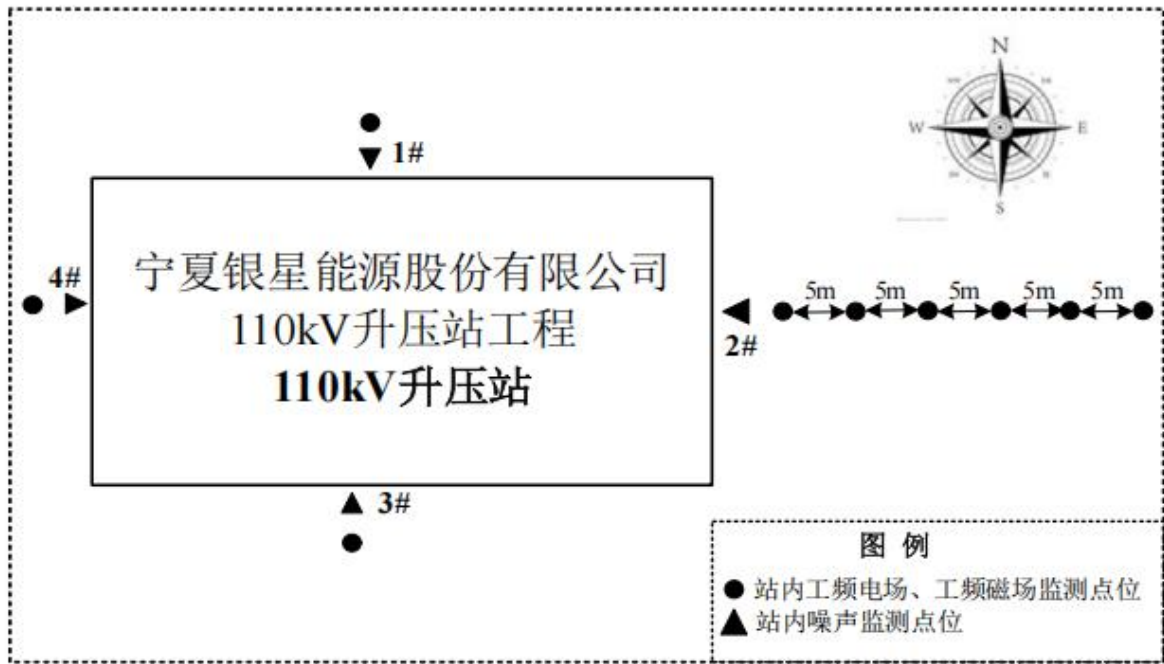 N
W
E
S
1#
宁夏银星能源股份有限公司
110kV升压站工程
110kV升压站
4#
2#
5m
5m
5m
5m
5m
3#
图 例
站内工频电场、工频磁场监测点位
站内噪声监测点位